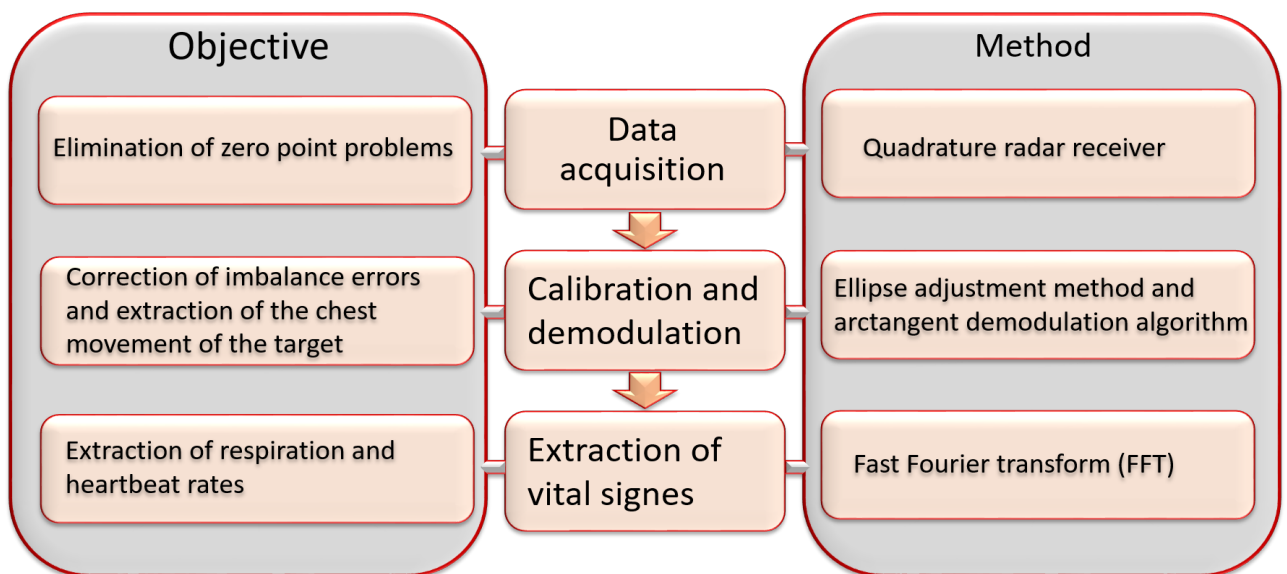 Objective
Method
Elimination of zero point problems
Data
acquisition
Quadrature radar receiver
Correction of imbalance errors
and extraction of the chest
movement of the target
Calibration and
demodulation
Ellipse adjustment method and
arctangent demodulation algorithm
Extraction of respiration and
heartbeat rates
Extraction of
vital signes
Fast Fourier transform (FFT)